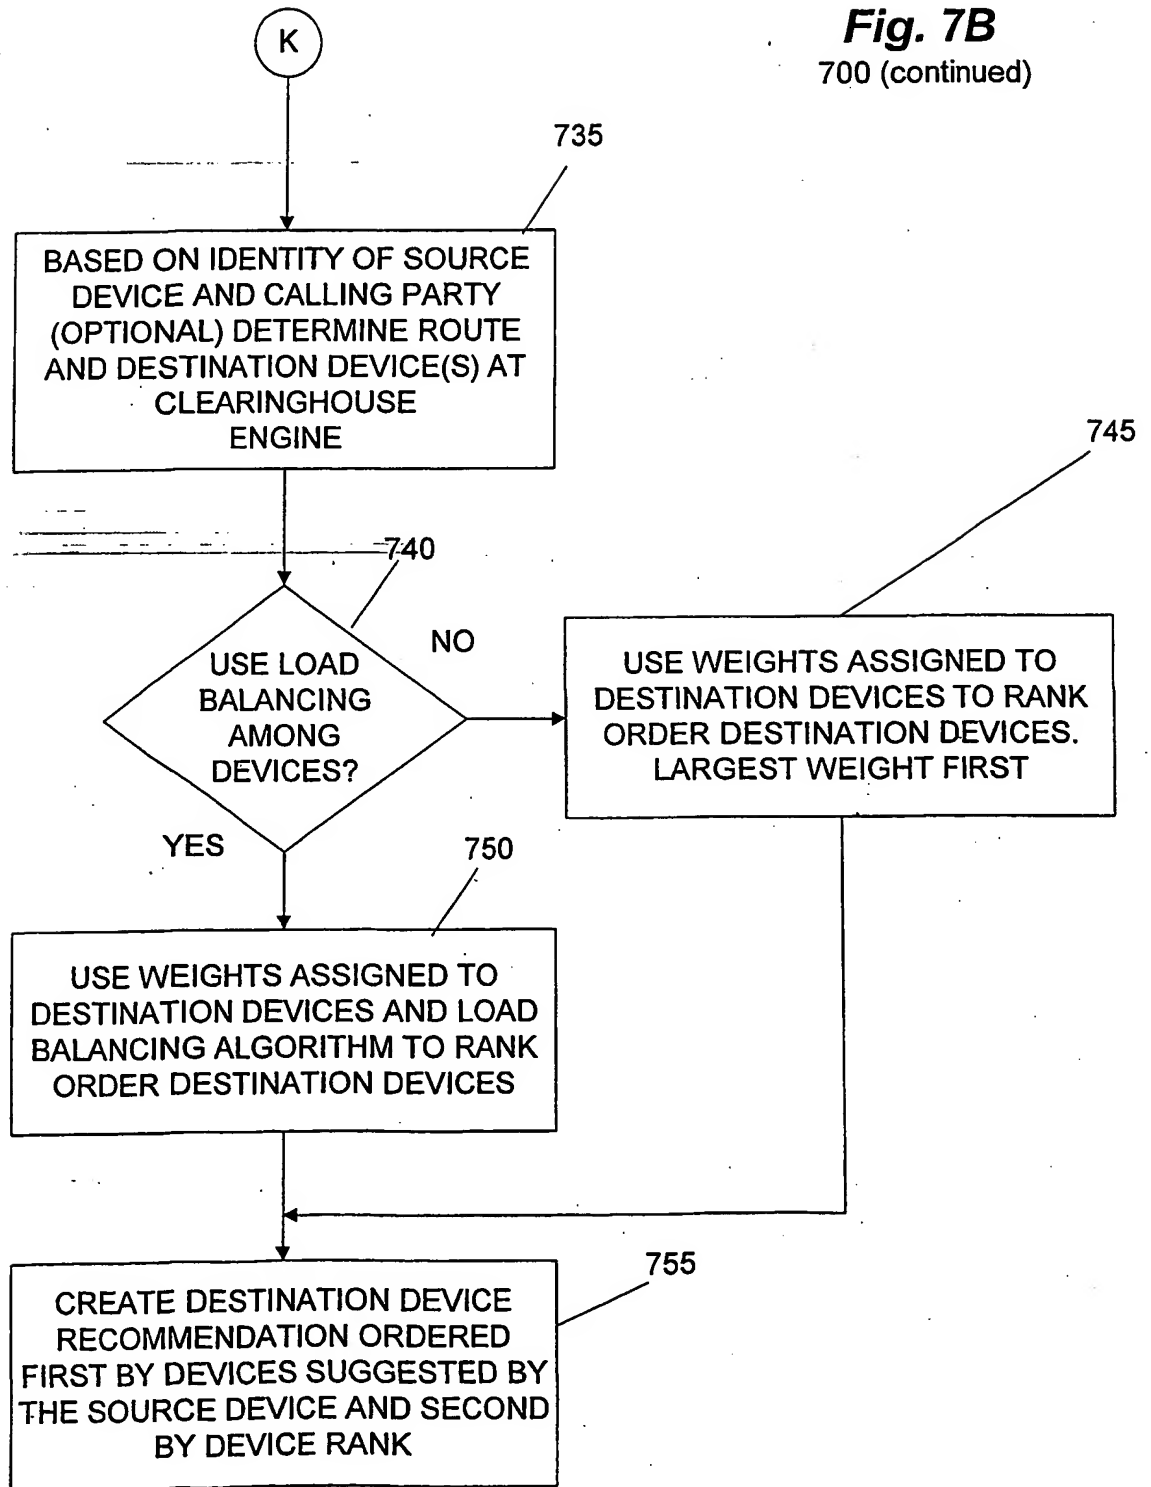 K
Fig. 7B
700 (continued)
735
BASED ON IDENTITY OF SOURCE
DEVICE AND CALLING PARTY
(OPTIONAL) DETERMINE ROUTE
AND DESTINATION DEVICE(S) AT
CLEARINGHOUSE
ENGINE
740
USE LOAD
BALANCING
AMONG
DEVICES?
NO
745
USE WEIGHTS ASSIGNED TO
DESTINATION DEVICES TO RANK
ORDER DESTINATION DEVICES.
LARGEST WEIGHT FIRST
YES
750
USE WEIGHTS ASSIGNED TO
DESTINATION DEVICES AND LOAD
BALANCING ALGORITHM TO RANK
ORDER DESTINATION DEVICES
755
CREATE DESTINATION DEVICE
RECOMMENDATION ORDERED
FIRST BY DEVICES SUGGESTED BY
THE SOURCE DEVICE AND SECOND
BY DEVICE RANK